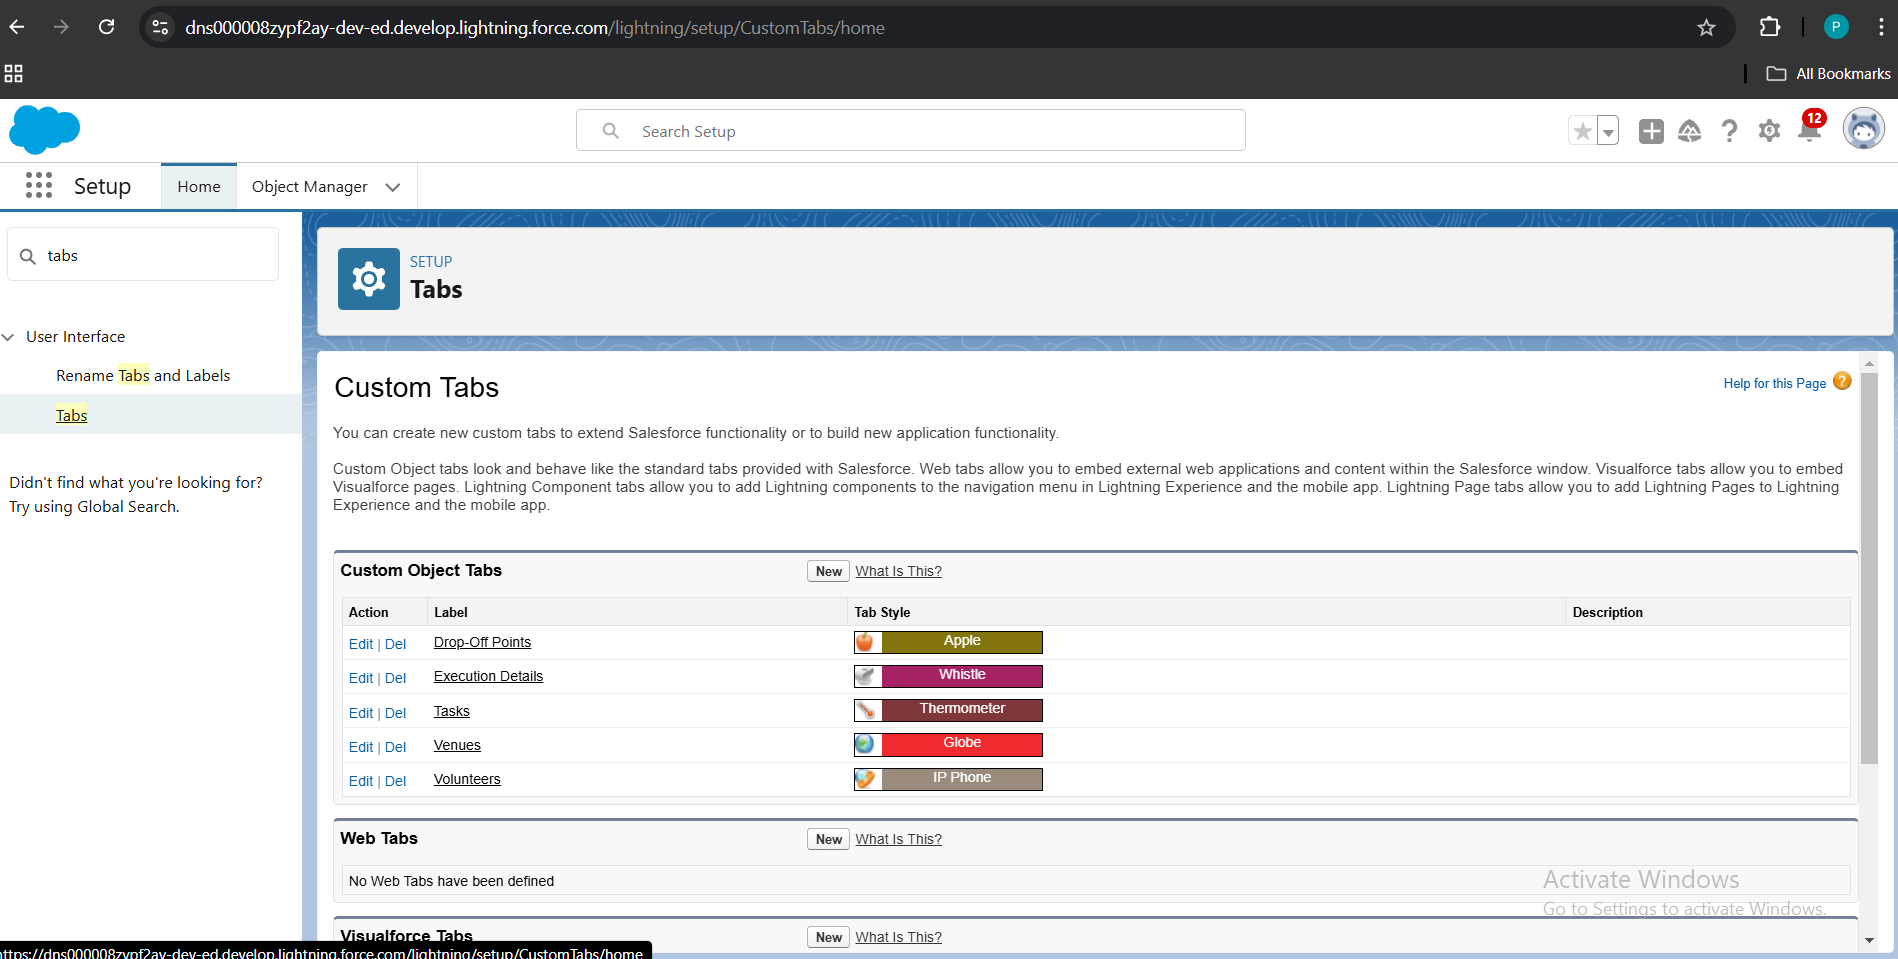 dns000008zypf2ay-dev-ed.develop.lightning.force.com/lightning/setup/CustomTabs/home
P
All Bookmarks
Search Setup
12
Setup
Home
Object Manager
tabs
User Interface
Rename Tabs and Labels
Tabs
Didn't find what you're looking for?
Try using Global Search.
SETUP
Tabs
Custom Tabs
Help for this Page
You can create new custom tabs to extend Salesforce functionality or to build new application functionality.
Custom Object tabs look and behave like the standard tabs provided with Salesforce. Web tabs allow you to embed external web applications and content within the Salesforce window. Visualforce tabs allow you to embed
Visualforce pages. Lightning Component tabs allow you to add Lightning components to the navigation menu in Lightning Experience and the mobile app. Lightning Page tabs allow you to add Lightning Pages to Lightning
Experience and the mobile app.
Custom Object Tabs New What Is This?
Action Label Tab Style Description
Edit | Del Drop-Off Points Apple
Edit | Del Execution Details Whistle
Edit | Del Tasks Thermometer
Edit | Del Venues Globe
Edit | Del Volunteers IP Phone
Web Tabs New What Is This?
No Web Tabs have been defined
Activate Windows
Go to Settings to activate Windows.
Visualforce Tabs New What Is This?
https://dns000008zypf2ay-dev-ed.develop.lightning.force.com/lightning/setup/CustomTabs/home